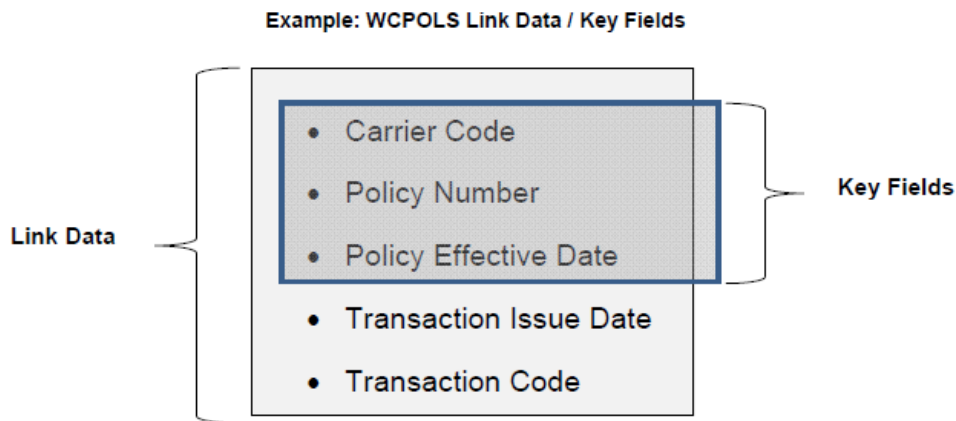 Example: WCPOLS Link Data / Key Fields
• Carrier Code
• Policy Number
Key Fields
Link Data
• Policy Effective Date
• Transaction Issue Date
• Transaction Code